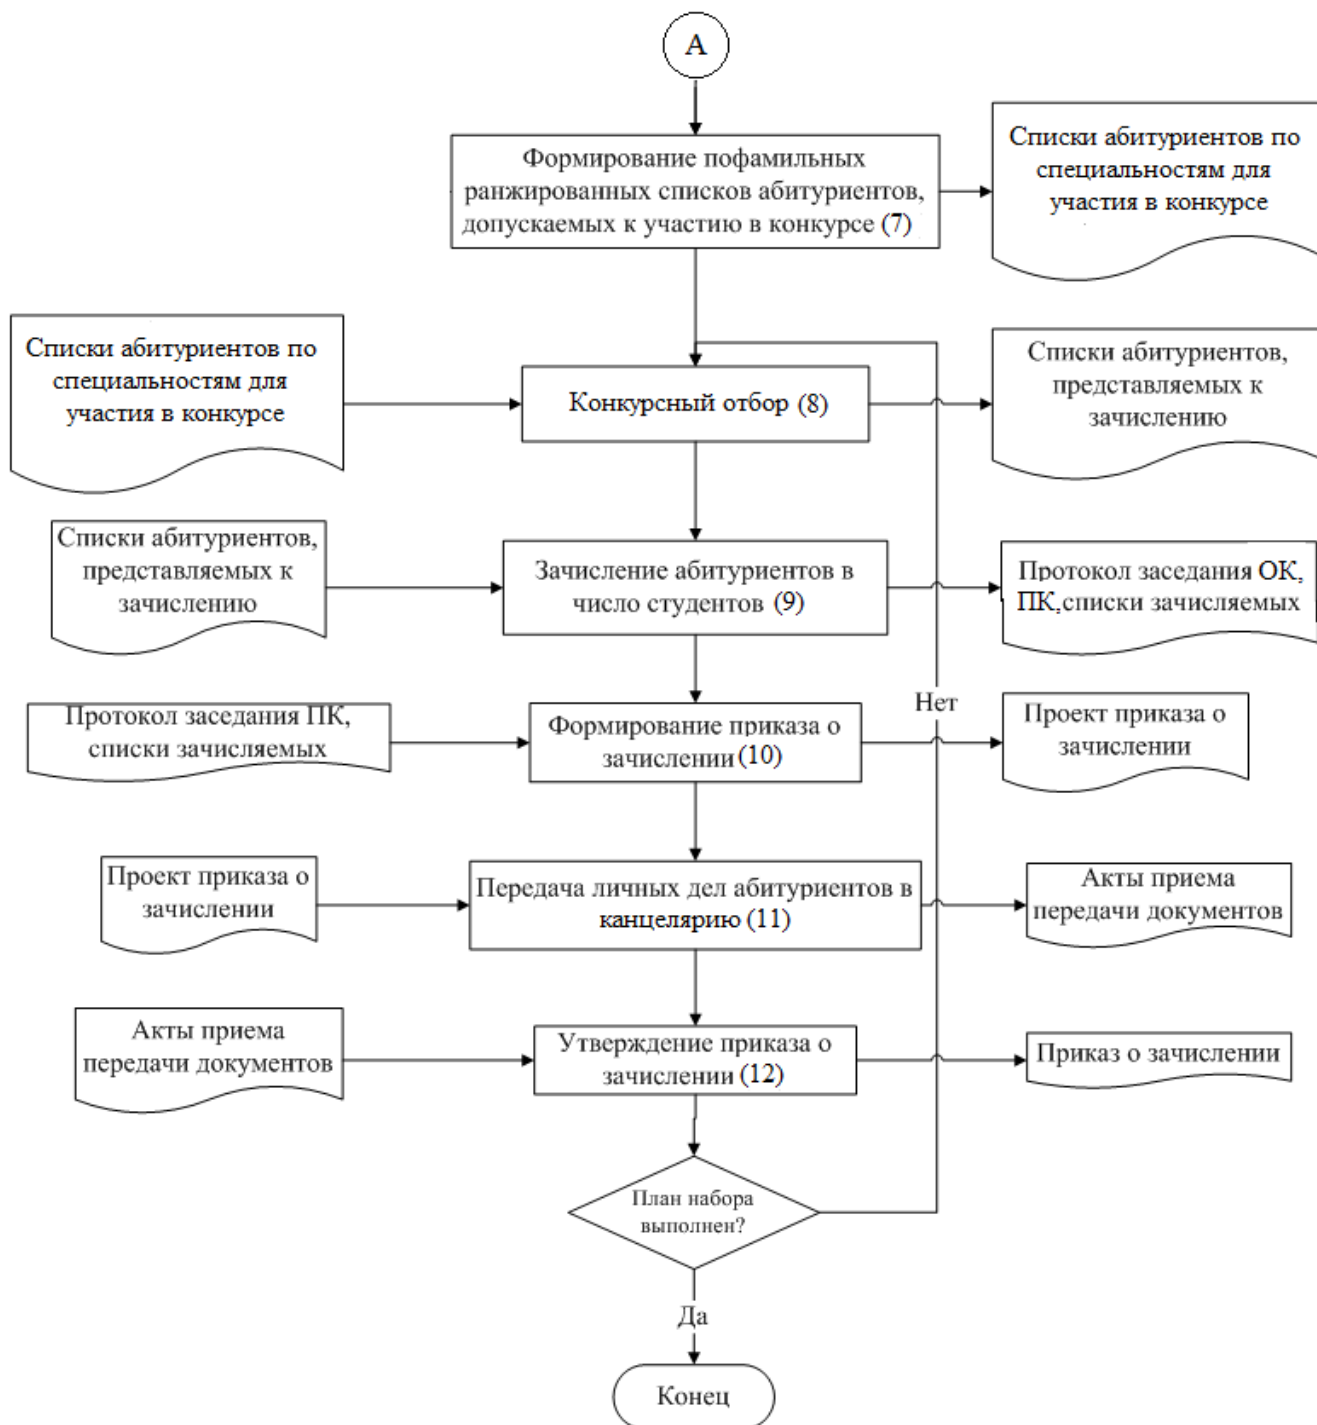 А
Формирование пофамильных
ранжированных списков абитуриентов,
допускаемых к участию в конкурсе (7)
Списки абитуриентов по
специальностям для
участия в конкурсе
Списки абитуриентов по
специальностям для
участия в конкурсе
Конкурсный отбор (8)
Списки абитуриентов,
представляемых к
зачислению
Списки абитуриентов,
представляемых к
зачислению
Зачисление абитуриентов в
число студентов (9)
Протокол заседания ОК,
ПК,списки зачисляемых
Протокол заседания ПК,
списки зачисляемых
Формирование приказа о
зачислении (10)
Нет
Проект приказа о
зачислении
Проект приказа о
зачислении
Передача личных дел абитуриентов в
канцелярию (11)
Акты приема
передачи документов
Акты приема
передачи документов
Утверждение приказа о
зачислении (12)
Приказ о зачислении
План набора
выполнен?
Да
Конец